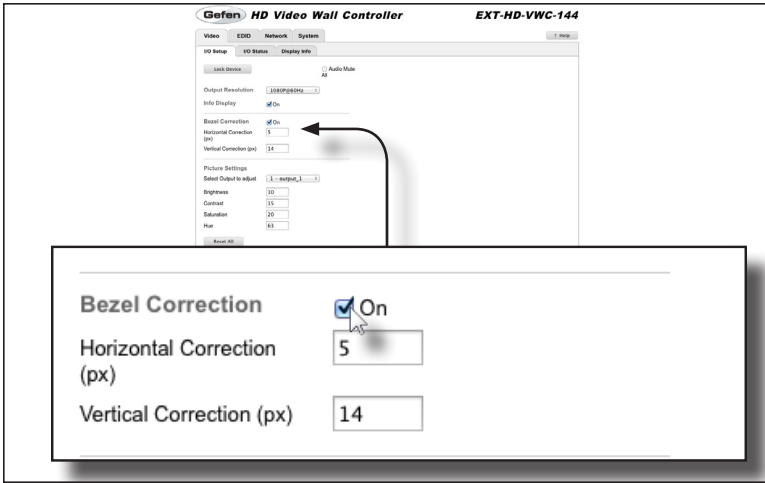 Gefen HD Video Wall Controller EXT-HD-VWC-144
Video EDID Network System ? Help
I/O Setup I/O Status Display Info
Lock Device Audio Mute
All
Output Resolution 1080P@60Hz
Info Display On
Bezel Correction On
Horizontal Correction 5
(px)
Vertical Correction (px) 14
Picture Settings
Select Output to adjust 1 - output_1
Brightness 10
Contrast 15
Saturation 20
Hue 63
Reset All
Bezel Correction On
Horizontal Correction 5
(px)
Vertical Correction (px) 14